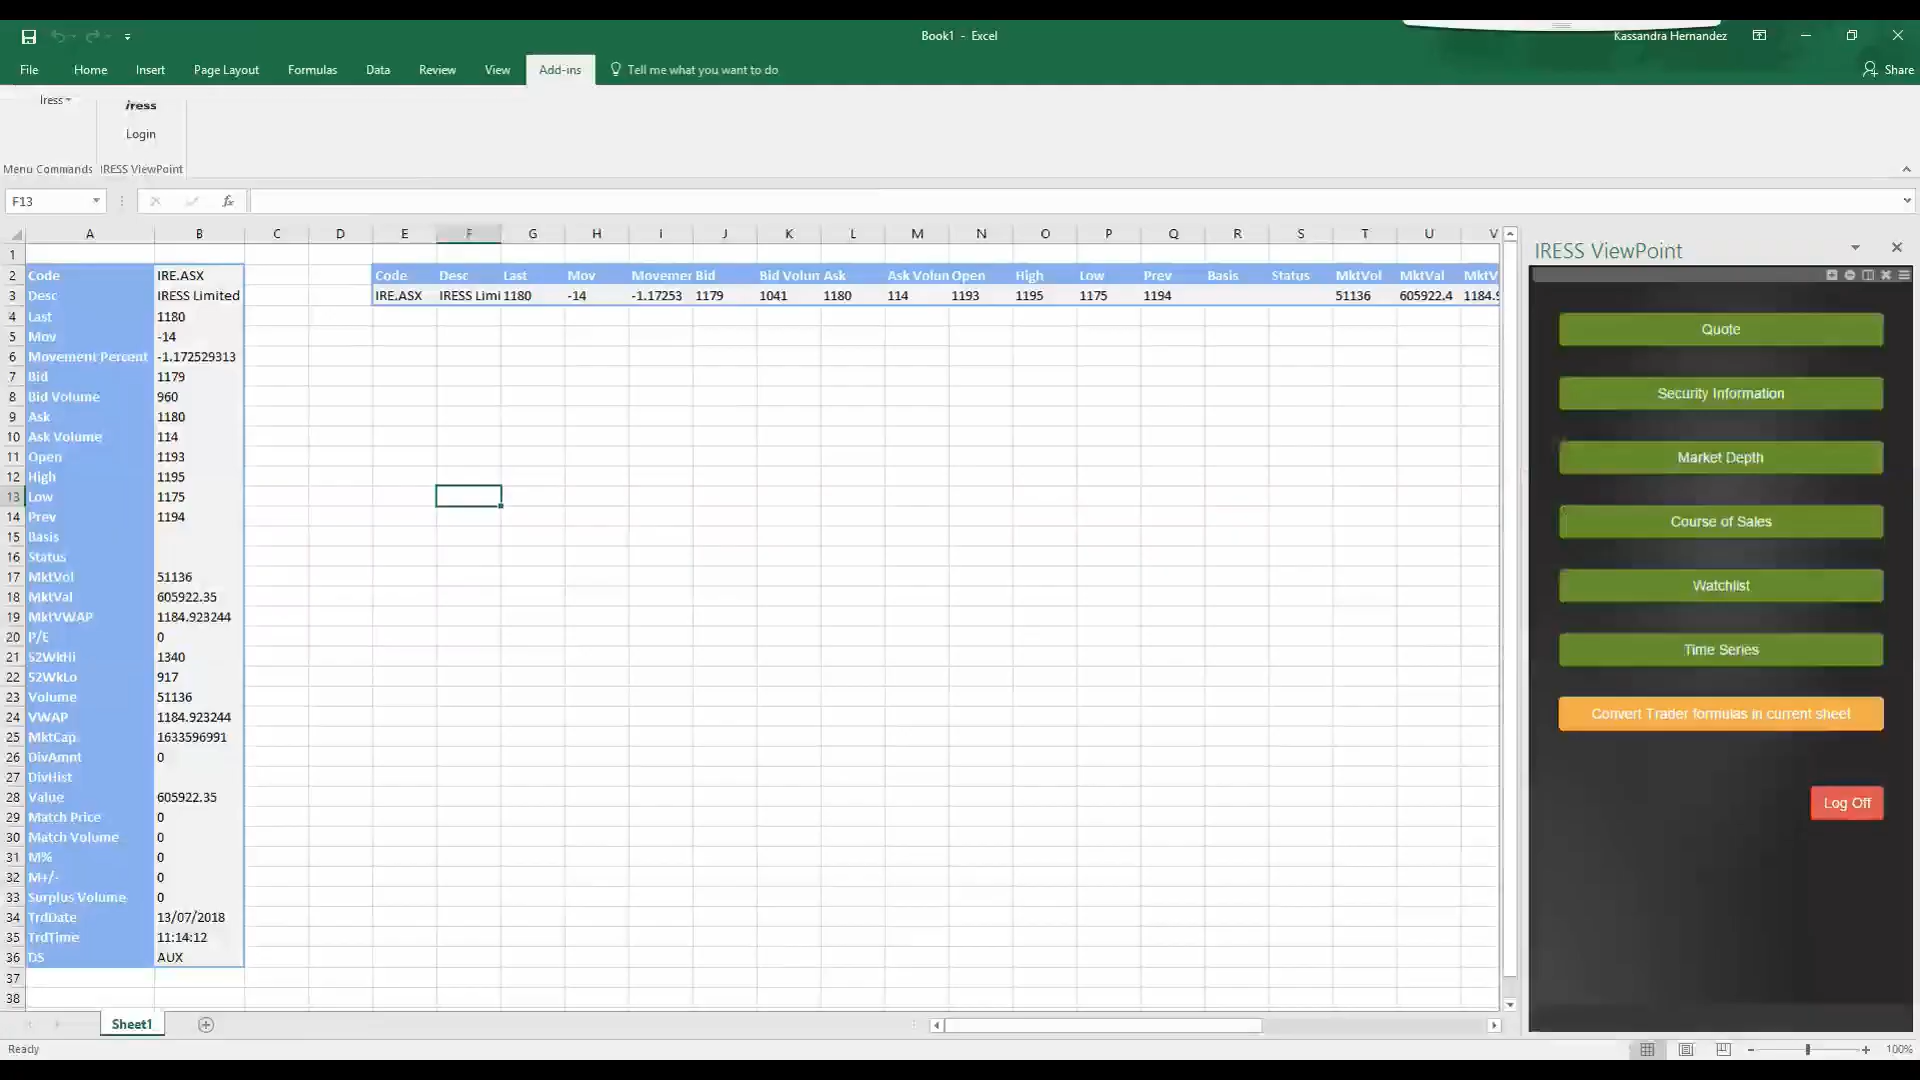 Book1 - Excel
Kassandra Hernandez
File Home Insert Page Layout Formulas Data Review View Add-ins Tell me what you want to do Share
Iress
iress
Login
Menu Commands IRESS ViewPoint
F13 fx
A B C D E F G H I J K L M N O P Q R S T U V
1
2 Code IRE.ASX Code Desc Last Mov Movemer Bid Bid Volun Ask Ask Volun Open High Low Prev Basis Status MktVol MktVal MktV
3 Desc IRESS Limited IRE.ASX IRESS Limi 1180 -14 -1.17253 1179 1041 1180 114 1193 1195 1175 1194 51136 605922.4 1184.9
4 Last 1180
5 Mov -14
6 Movement Percent -1.172529313
7 Bid 1179
8 Bid Volume 960
9 Ask 1180
10 Ask Volume 114
11 Open 1193
12 High 1195
13 Low 1175
14 Prev 1194
15 Basis
16 Status
17 MktVol 51136
18 MktVal 605922.35
19 MktVWAP 1184.923244
20 P/E 0
21 52WkHi 1340
22 52WkLo 917
23 Volume 51136
24 VWAP 1184.923244
25 MktCap 1633596991
26 DivAmnt 0
27 DivHist
28 Value 605922.35
29 Match Price 0
30 Match Volume 0
31 M% 0
32 M+/- 0
33 Surplus Volume 0
34 TrdDate 13/07/2018
35 TrdTime 11:14:12
36 DS AUX
37
38
IRESS ViewPoint
Quote
Security Information
Market Depth
Course of Sales
Watchlist
Time Series
Convert Trader formulas in current sheet
Log Off
Sheet1
Ready 100%